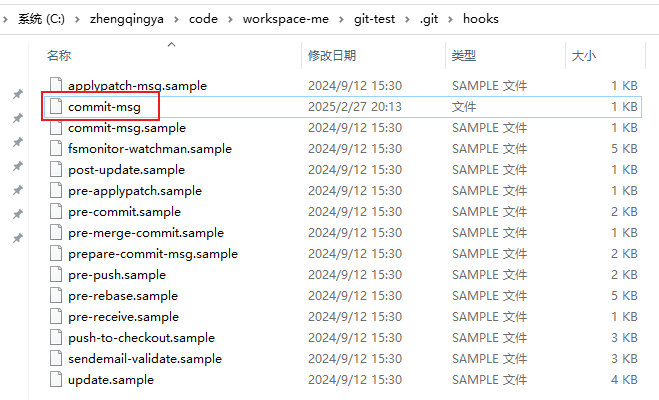 系统 (C:) > zhengqingya > code > workspace-me > git-test > .git > hooks
名称 修改日期 类型 大小
applypatch-msg.sample 2024/9/12 15:30 SAMPLE 文件 1 KB
commit-msg 2025/2/27 20:13 文件 1 KB
commit-msg.sample 2024/9/12 15:30 SAMPLE 文件 1 KB
fsmonitor-watchman.sample 2024/9/12 15:30 SAMPLE 文件 5 KB
post-update.sample 2024/9/12 15:30 SAMPLE 文件 1 KB
pre-applypatch.sample 2024/9/12 15:30 SAMPLE 文件 1 KB
pre-commit.sample 2024/9/12 15:30 SAMPLE 文件 2 KB
pre-merge-commit.sample 2024/9/12 15:30 SAMPLE 文件 1 KB
prepare-commit-msg.sample 2024/9/12 15:30 SAMPLE 文件 2 KB
pre-push.sample 2024/9/12 15:30 SAMPLE 文件 2 KB
pre-rebase.sample 2024/9/12 15:30 SAMPLE 文件 5 KB
pre-receive.sample 2024/9/12 15:30 SAMPLE 文件 1 KB
push-to-checkout.sample 2024/9/12 15:30 SAMPLE 文件 3 KB
sendemail-validate.sample 2024/9/12 15:30 SAMPLE 文件 3 KB
update.sample 2024/9/12 15:30 SAMPLE 文件 4 KB